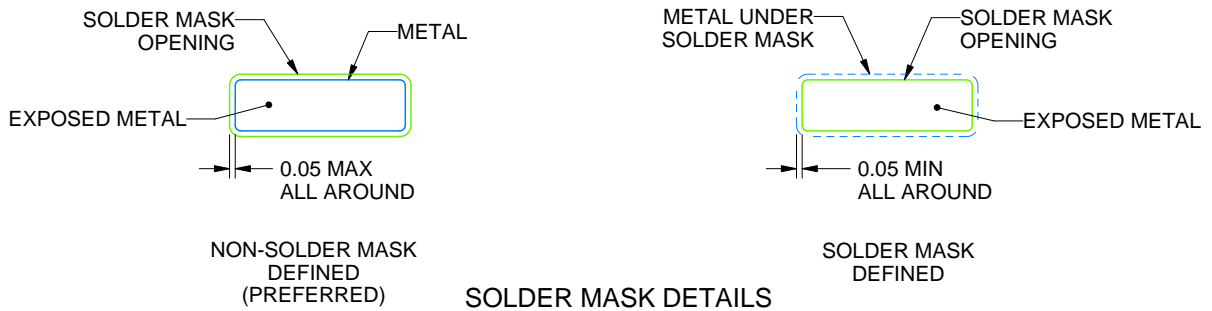 SOLDER MASK
OPENING
METAL
EXPOSED METAL
0.05 MAX
ALL AROUND
NON-SOLDER MASK
DEFINED
(PREFERRED)
METAL UNDER
SOLDER MASK
SOLDER MASK
OPENING
EXPOSED METAL
0.05 MIN
ALL AROUND
SOLDER MASK
DEFINED
SOLDER MASK DETAILS